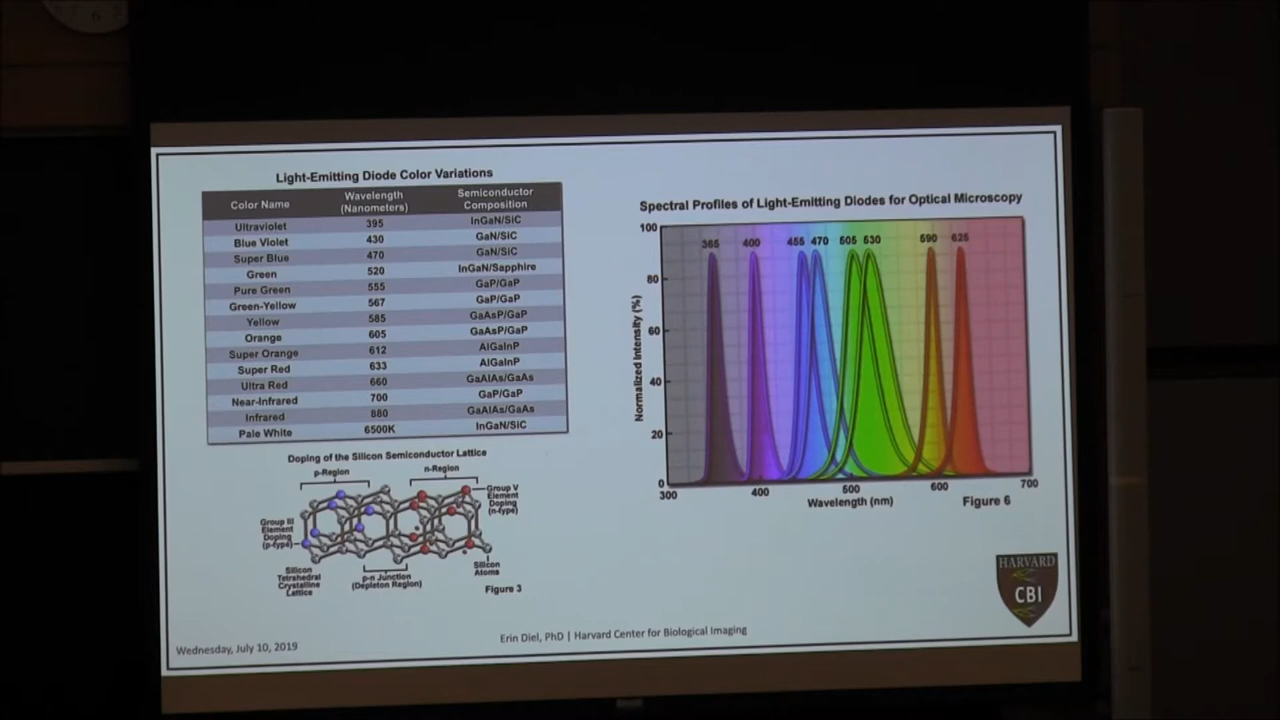 Light-Emitting Diode Color Variations
Color Name Wavelength (Nanometers) Semiconductor Composition
Ultraviolet 395 InGaN/SiC
Blue Violet 430 GaN/SiC
Super Blue 470 GaN/SiC
Green 520 InGaN/Sapphire
Pure Green 555 GaP/GaP
Green-Yellow 567 GaP/GaP
Yellow 585 GaAsP/GaP
Orange 605 GaAsP/GaP
Super Orange 612 AlGaInP
Super Red 633 AlGaInP
Ultra Red 660 GaAlAs/GaAs
Near-Infrared 700 GaP/GaP
Infrared 880 GaAlAs/GaAs
Pale White 6500K InGaN/SiC
Doping of the Silicon Semiconductor Lattice
p-Region
n-Region
Group V
Element
Doping
(n-type)
Group III
Element
Doping
(p-type)
Silicon
Tetrahedral
Crystalline
Lattice
p-n Junction
(Depleton Region)
Silicon
Atoms
Figure 3
Spectral Profiles of Light-Emitting Diodes for Optical Microscopy
Normalized Intensity (%)
100
80
60
40
20
0
365 400 455 470 505 530 590 625
300 400 500 600 700
Wavelength (nm)
Figure 6
HARVARD
CBI
Erin Diel, PhD | Harvard Center for Biological Imaging
Wednesday, July 10, 2019